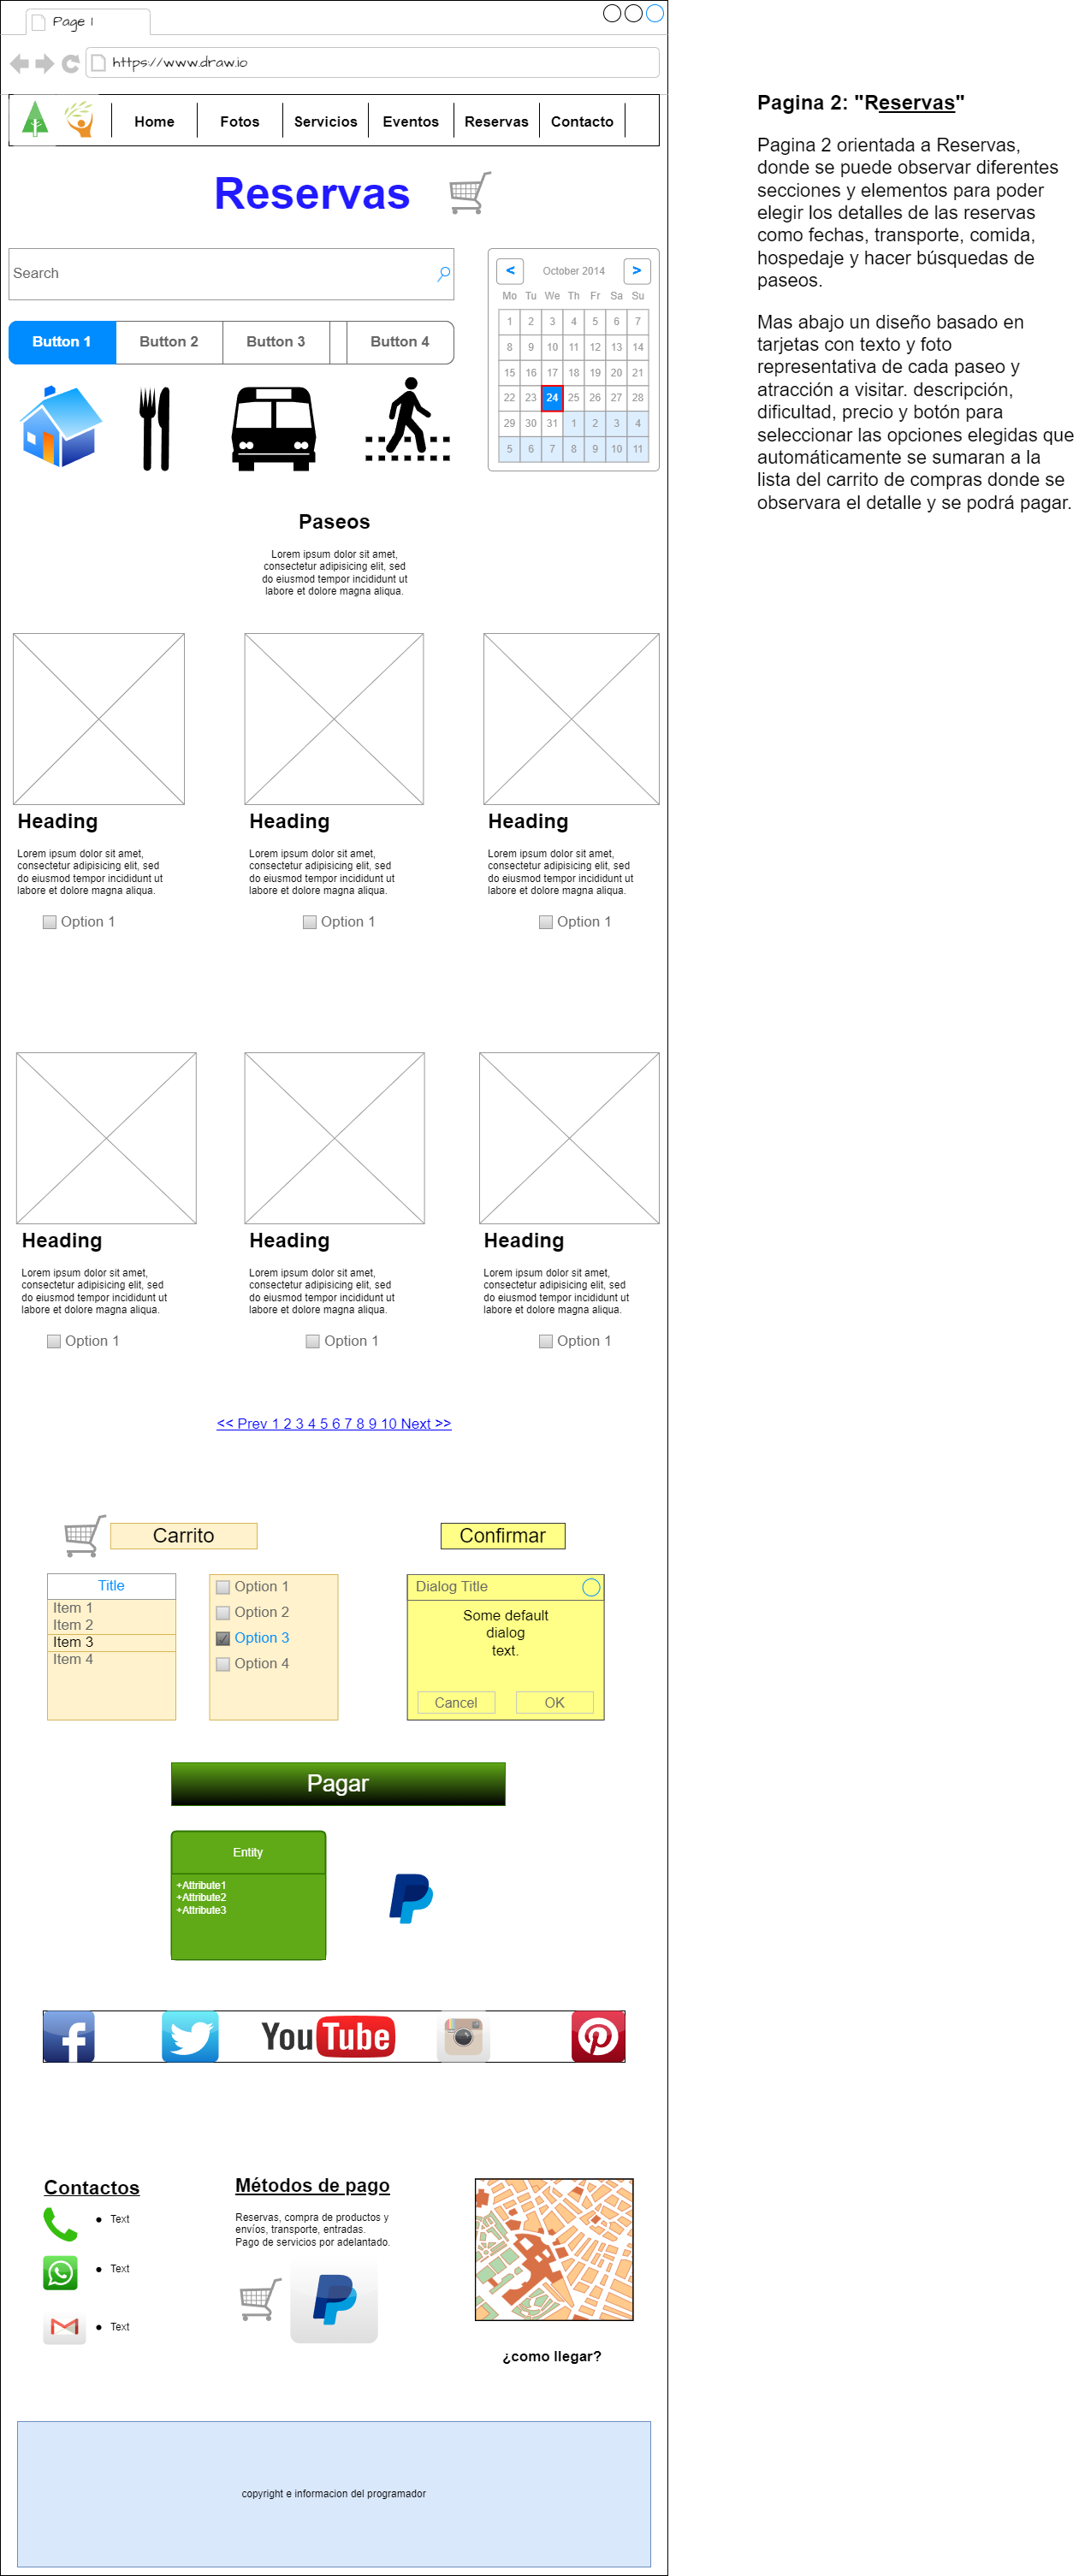 Page 1
https://www.draw.io
Home Fotos Servicios Eventos Reservas Contacto
Reservas
Search
Button 1 Button 2 Button 3 Button 4
< October 2014 >
Mo Tu We Th Fr Sa Su
1 2 3 4 5 6 7
8 9 10 11 12 13 14
15 16 17 18 19 20 21
22 23 24 25 26 27 28
29 30 31 1 2 3 4
5 6 7 8 9 10 11
Paseos
Lorem ipsum dolor sit amet,
consectetur adipisicing elit, sed
do eiusmod tempor incididunt ut
labore et dolore magna aliqua.
Heading
Lorem ipsum dolor sit amet,
consectetur adipisicing elit, sed
do eiusmod tempor incididunt ut
labore et dolore magna aliqua.
Option 1
Heading
Lorem ipsum dolor sit amet,
consectetur adipisicing elit, sed
do eiusmod tempor incididunt ut
labore et dolore magna aliqua.
Option 1
Heading
Lorem ipsum dolor sit amet,
consectetur adipisicing elit, sed
do eiusmod tempor incididunt ut
labore et dolore magna aliqua.
Option 1
Heading
Lorem ipsum dolor sit amet,
consectetur adipisicing elit, sed
do eiusmod tempor incididunt ut
labore et dolore magna aliqua.
Option 1
Heading
Lorem ipsum dolor sit amet,
consectetur adipisicing elit, sed
do eiusmod tempor incididunt ut
labore et dolore magna aliqua.
Option 1
Heading
Lorem ipsum dolor sit amet,
consectetur adipisicing elit, sed
do eiusmod tempor incididunt ut
labore et dolore magna aliqua.
Option 1
<< Prev 1 2 3 4 5 6 7 8 9 10 Next >>
Carrito
Title
Item 1
Item 2
Item 3
Item 4
Option 1
Option 2
Option 3
Option 4
Confirmar
Dialog Title
Some default
dialog
text.
Cancel OK
Pagar
Entity
+Attribute1
+Attribute2
+Attribute3
YouTube
Contactos
Text
Text
Text
Métodos de pago
Reservas, compra de productos y
envíos, transporte, entradas.
Pago de servicios por adelantado.
¿como llegar?
copyright e informacion del programador
Pagina 2: "Reservas"
Pagina 2 orientada a Reservas,
donde se puede observar diferentes
secciones y elementos para poder
elegir los detalles de las reservas
como fechas, transporte, comida,
hospedaje y hacer búsquedas de
paseos.
Mas abajo un diseño basado en
tarjetas con texto y foto
representativa de cada paseo y
atracción a visitar. descripción,
dificultad, precio y botón para
seleccionar las opciones elegidas que
automáticamente se sumaran a la
lista del carrito de compras donde se
observara el detalle y se podrá pagar.